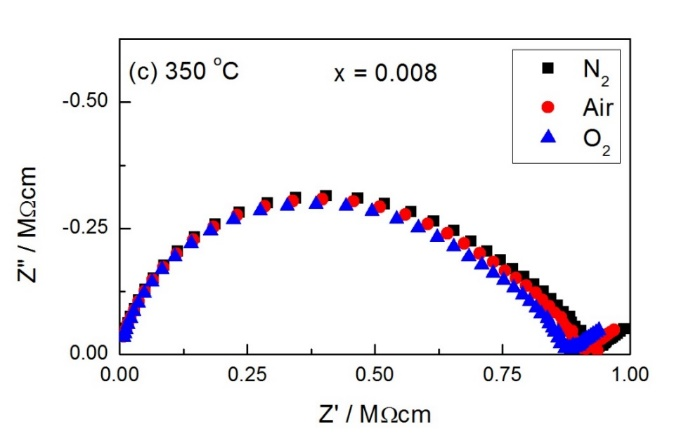 (c) 350 °C
x = 0.008
N₂
Air
O₂
-0.50
-0.25
0.00
Z" / MΩcm
0.00 0.25 0.50 0.75 1.00
Z' / MΩcm